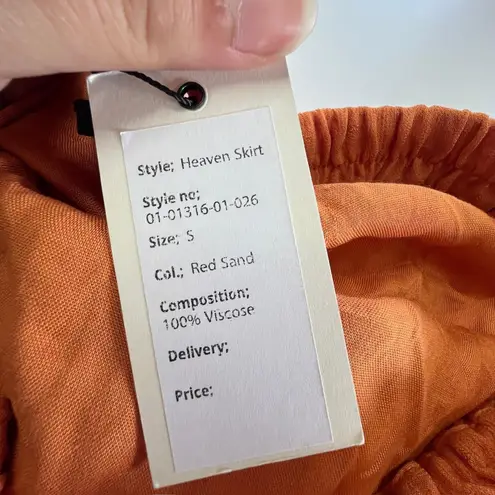 Style; Heaven Skirt
Style no;
01-01316-01-026
Size; S
Col.; Red Sand
Composition;
100% Viscose
Delivery;
Price;